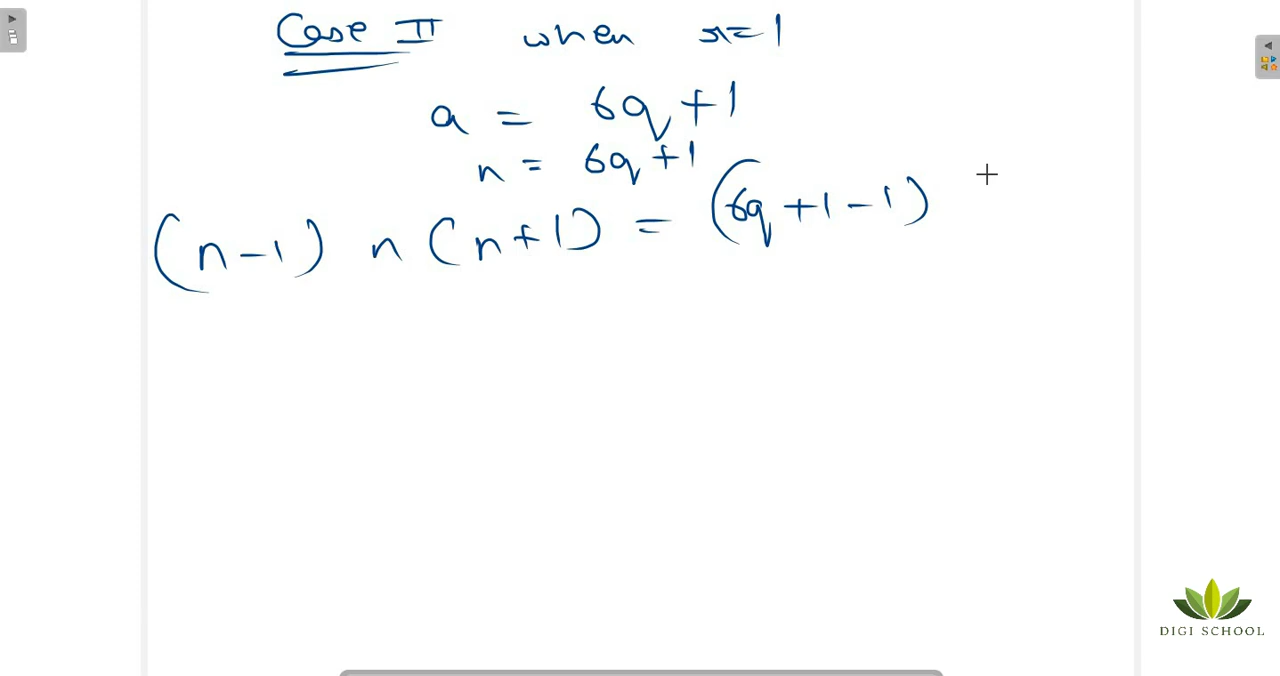 Case II when r=1
a = 6q+1
n = 6q+1
(n-1) n (n+1) = (6q+1-1)
DIGI SCHOOL